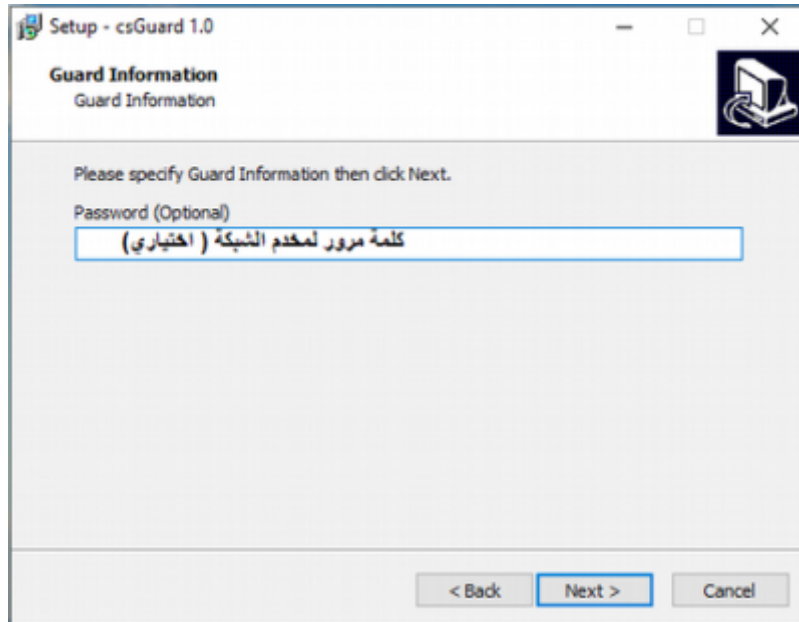 Setup - csGuard 1.0
Guard Information
Guard Information
Please specify Guard Information then click Next.
Password (Optional)
كلمة مرور لمخدم الشبكة ( اختياري)
< Back Next > Cancel